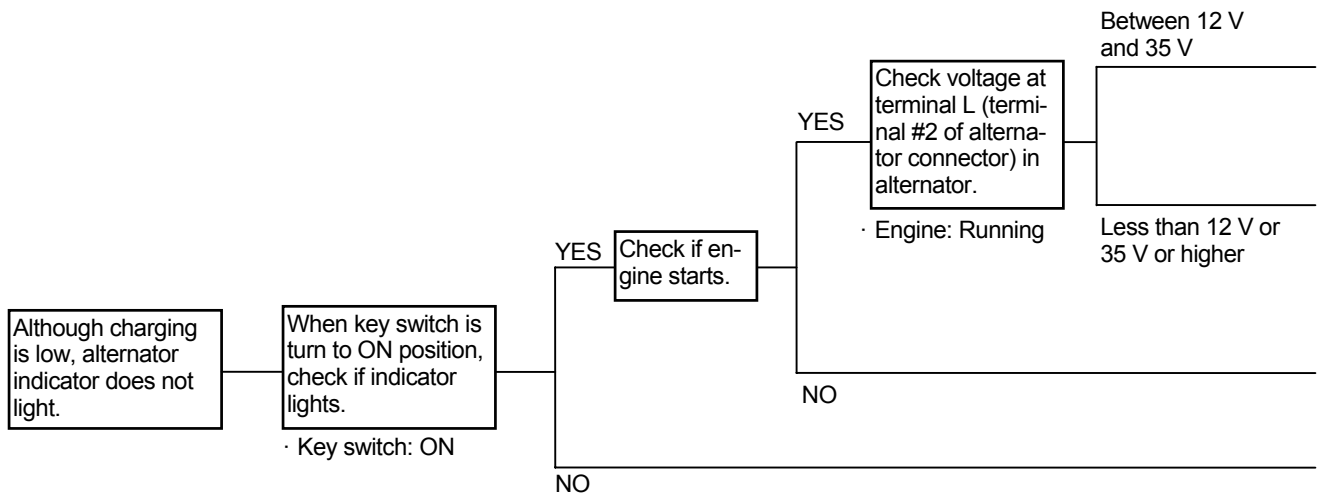 Although charging
is low, alternator
indicator does not
light.
When key switch is
turn to ON position,
check if indicator
lights.
· Key switch: ON
YES
NO
Check if en-
gine starts.
YES
NO
Check voltage at
terminal L (termi-
nal #2 of alterna-
tor connector) in
alternator.
· Engine: Running
Between 12 V
and 35 V
Less than 12 V or
35 V or higher